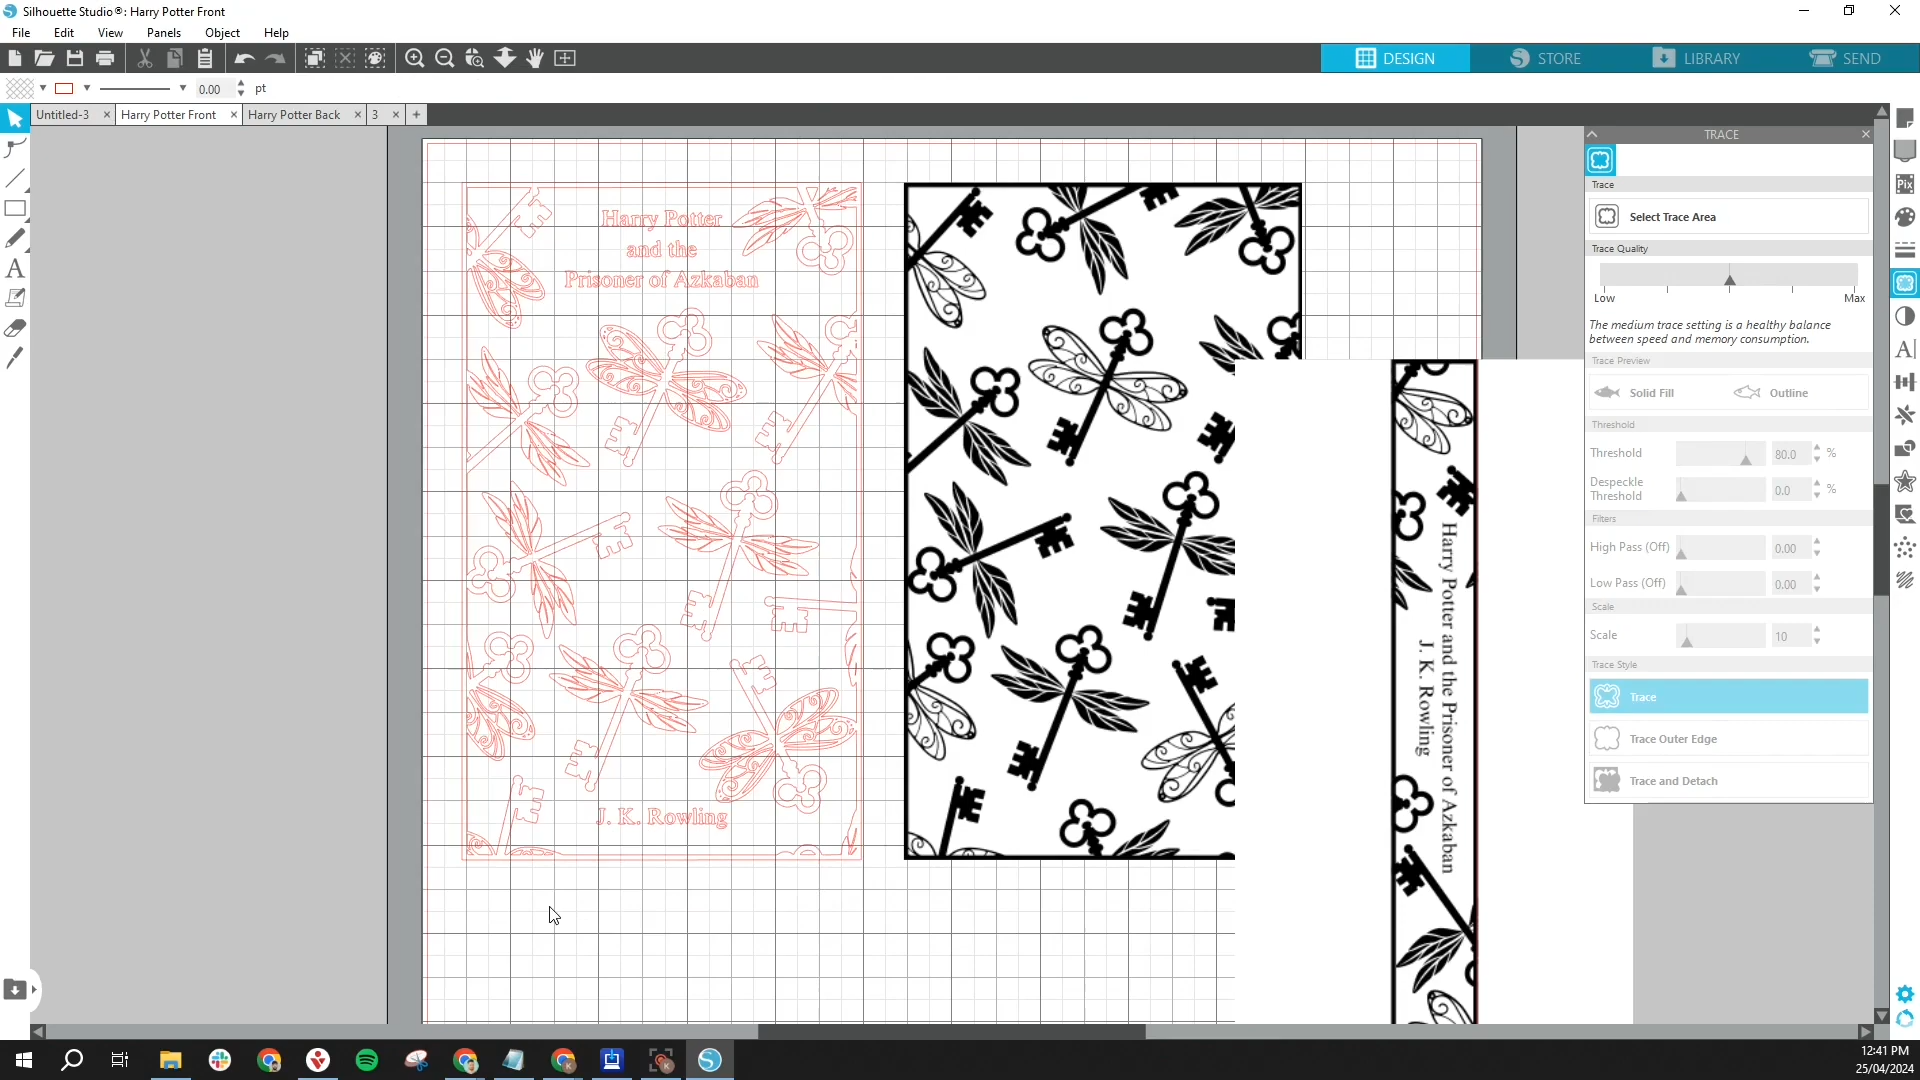 Silhouette Studio®: Harry Potter Front
File Edit View Panels Object Help
DESIGN STORE LIBRARY SEND
0.00 pt
Untitled-3 Harry Potter Front Harry Potter Back 3
TRACE
Trace
Select Trace Area
Trace Quality
Low Max
The medium trace setting is a healthy balance
between speed and memory consumption.
Trace Preview
Solid Fill Outline
Threshold
Threshold 80.0 %
Despeckle
Threshold 0.0 %
Filters
High Pass (Off) 0.00
Low Pass (Off) 0.00
Scale
Scale 10
Trace Style
Trace
Trace Outer Edge
Trace and Detach
Pix
Harry Potter
and the
Prisoner of Azkaban
J. K. Rowling
Harry Potter and the Prisoner of Azkaban
J. K. Rowling
12:41 PM
25/04/2024